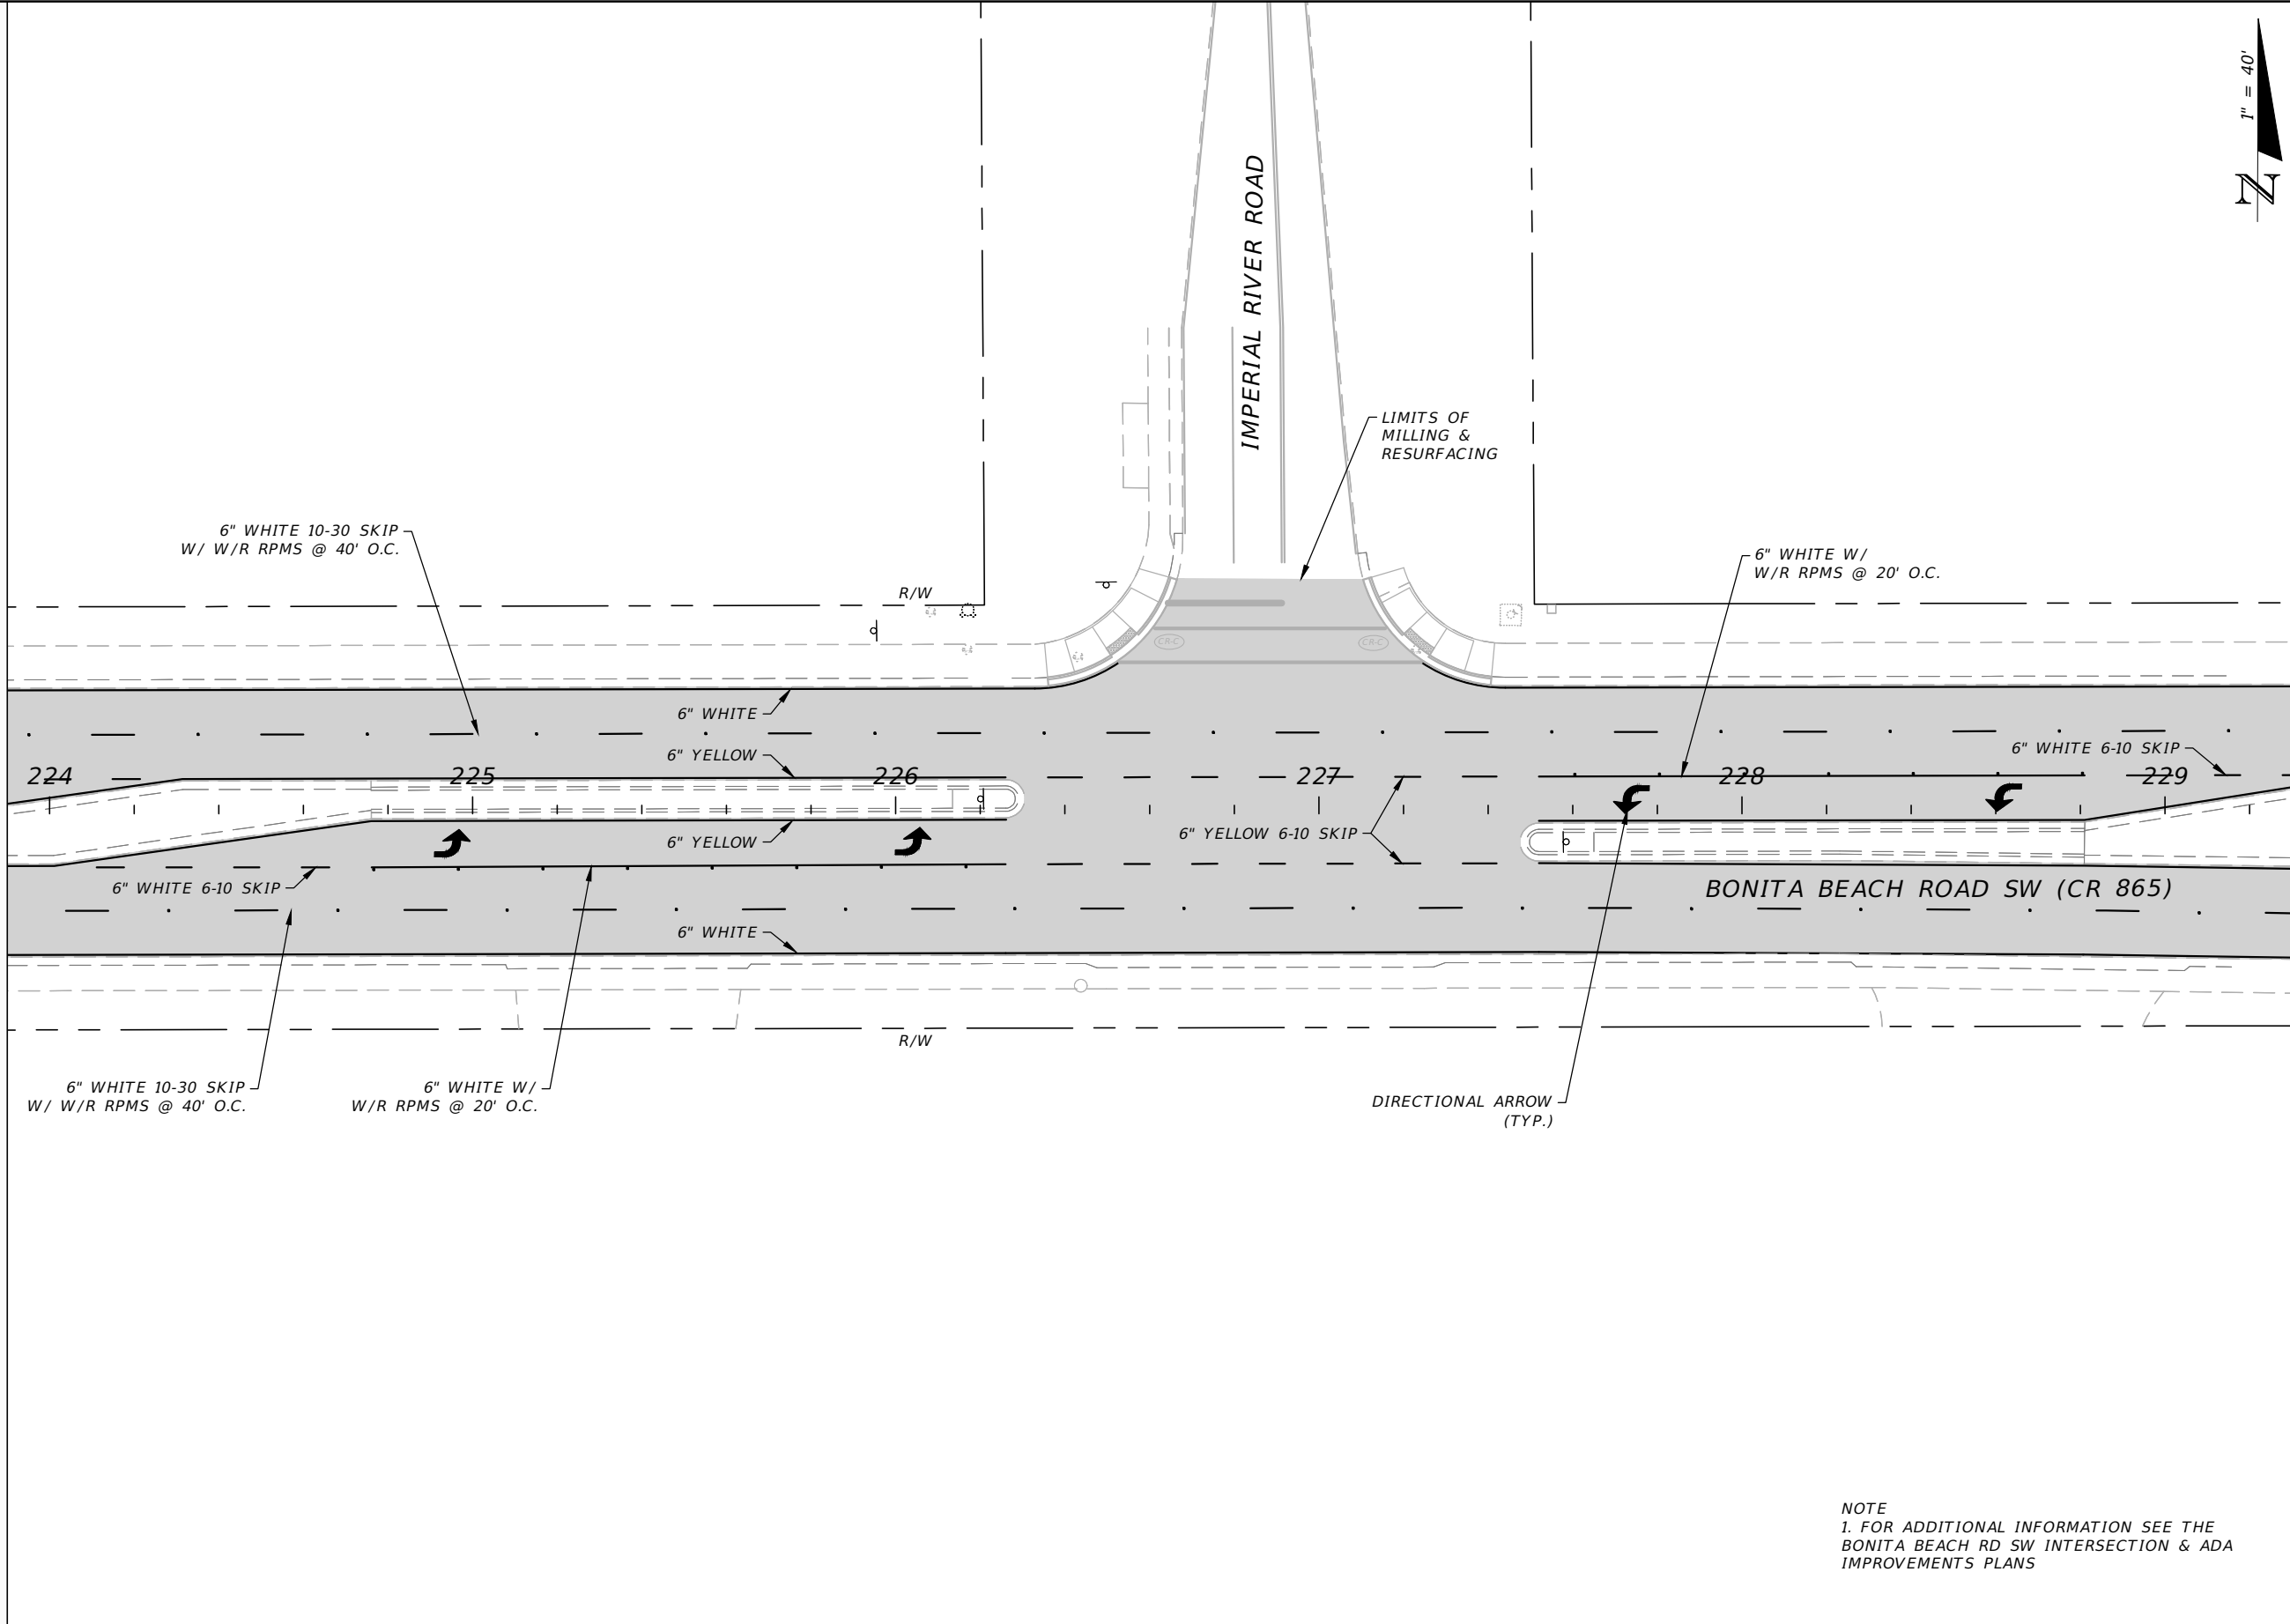 1" = 40'
N
IMPERIAL RIVER ROAD
LIMITS OF
MILLING &
RESURFACING
6" WHITE 10-30 SKIP
W/ W/R RPMS @ 40' O.C.
6" WHITE W/
W/R RPMS @ 20' O.C.
R/W
CR-C
CR-C
6" WHITE
6" YELLOW
6" WHITE 6-10 SKIP
224
225
226
227
228
229
6" YELLOW
6" YELLOW 6-10 SKIP
6" WHITE 6-10 SKIP
BONITA BEACH ROAD SW (CR 865)
6" WHITE
R/W
6" WHITE 10-30 SKIP
W/ W/R RPMS @ 40' O.C.
6" WHITE W/
W/R RPMS @ 20' O.C.
DIRECTIONAL ARROW
(TYP.)
NOTE
1. FOR ADDITIONAL INFORMATION SEE THE
BONITA BEACH RD SW INTERSECTION & ADA
IMPROVEMENTS PLANS